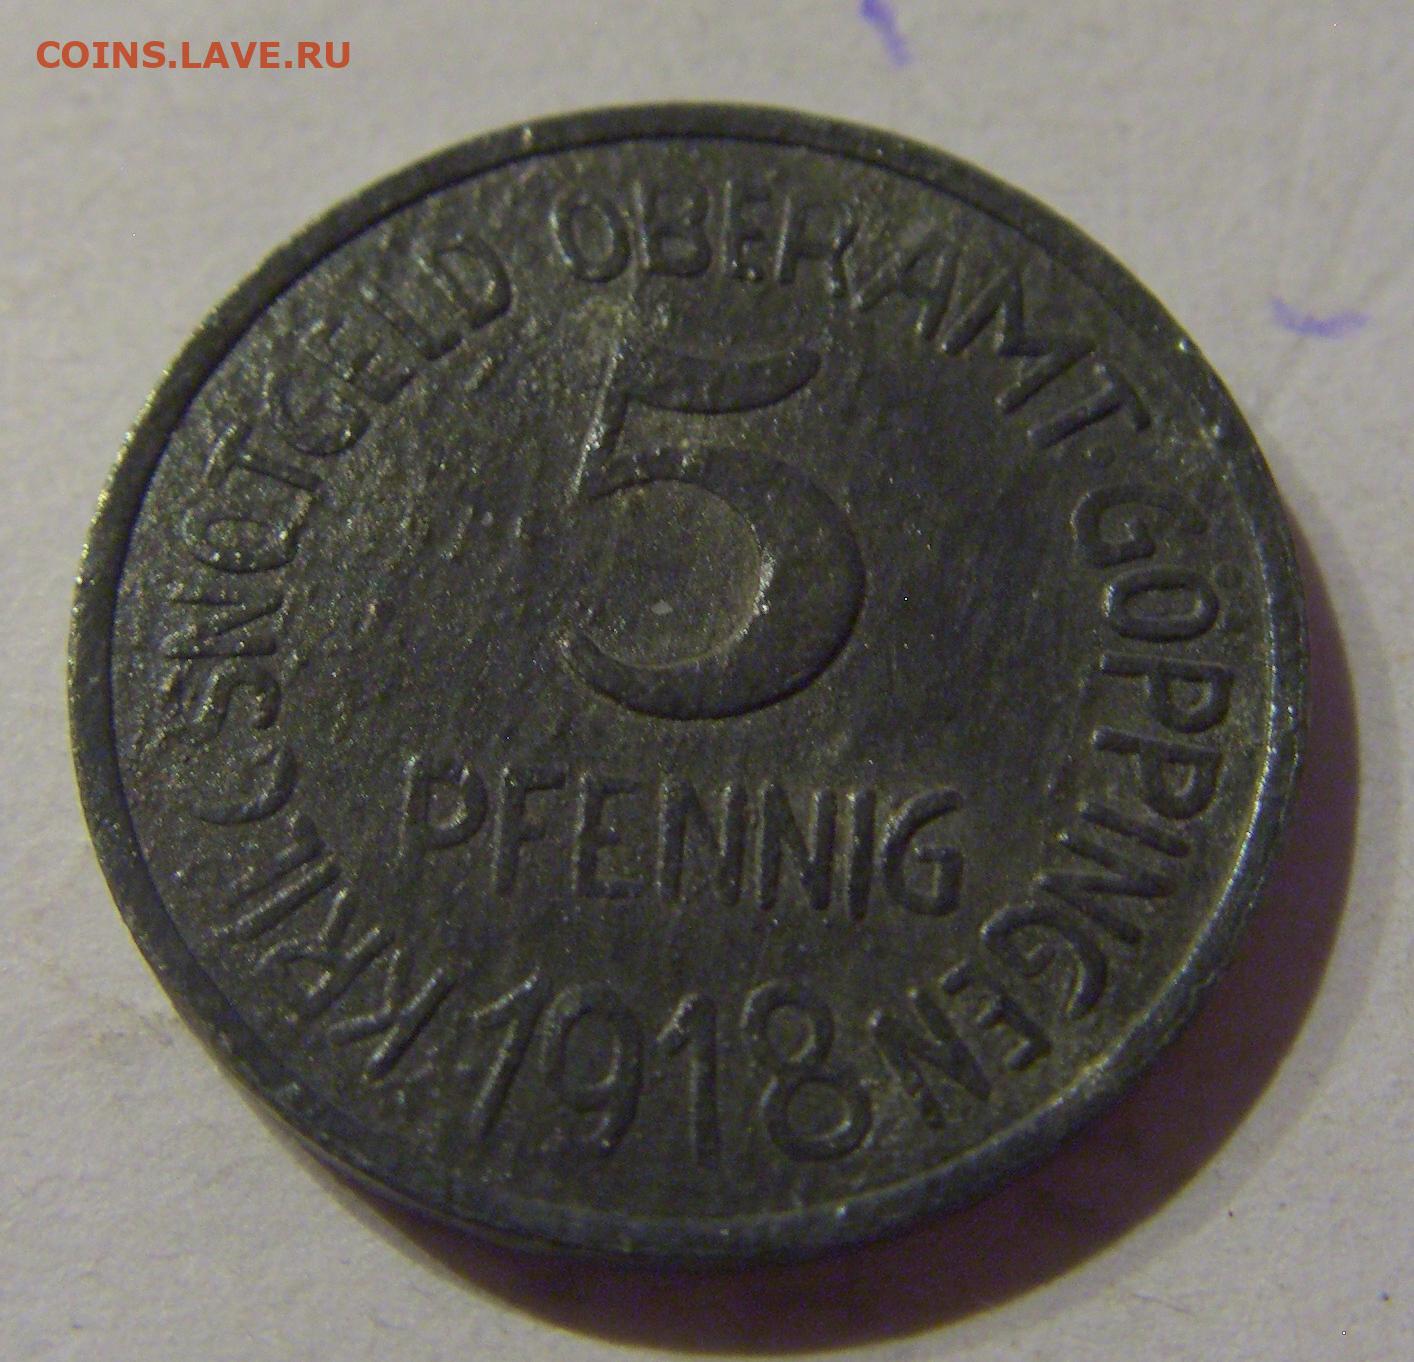 COINS.LAVE.RU
KRIEGSNOTGELD OBERAMT·GÖPPINGEN
5
PFENNIG
1918